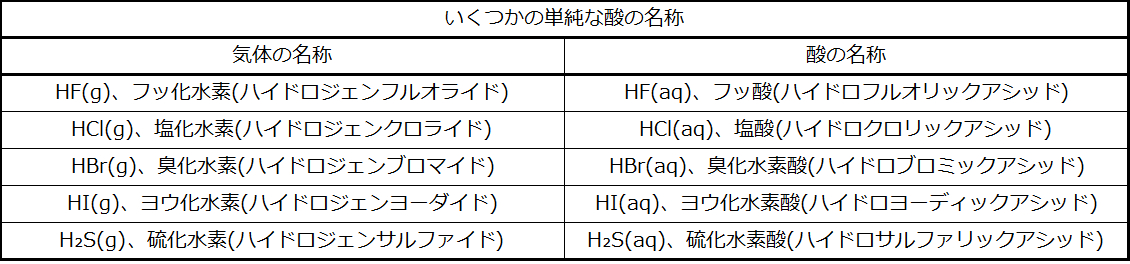 いくつかの単純な酸の名称
気体の名称 酸の名称
HF(g)、フッ化水素(ハイドロジェンフルオライド) HF(aq)、フッ酸(ハイドロフルオリックアシッド)
HCl(g)、塩化水素(ハイドロジェンクロライド) HCl(aq)、塩酸(ハイドロクロリックアシッド)
HBr(g)、臭化水素(ハイドロジェンブロマイド) HBr(aq)、臭化水素酸(ハイドロブロミックアシッド)
HI(g)、ヨウ化水素(ハイドロジェンヨーダイド) HI(aq)、ヨウ化水素酸(ハイドロヨーディックアシッド)
H₂S(g)、硫化水素(ハイドロジェンサルファイド) H₂S(aq)、硫化水素酸(ハイドロサルファリックアシッド)